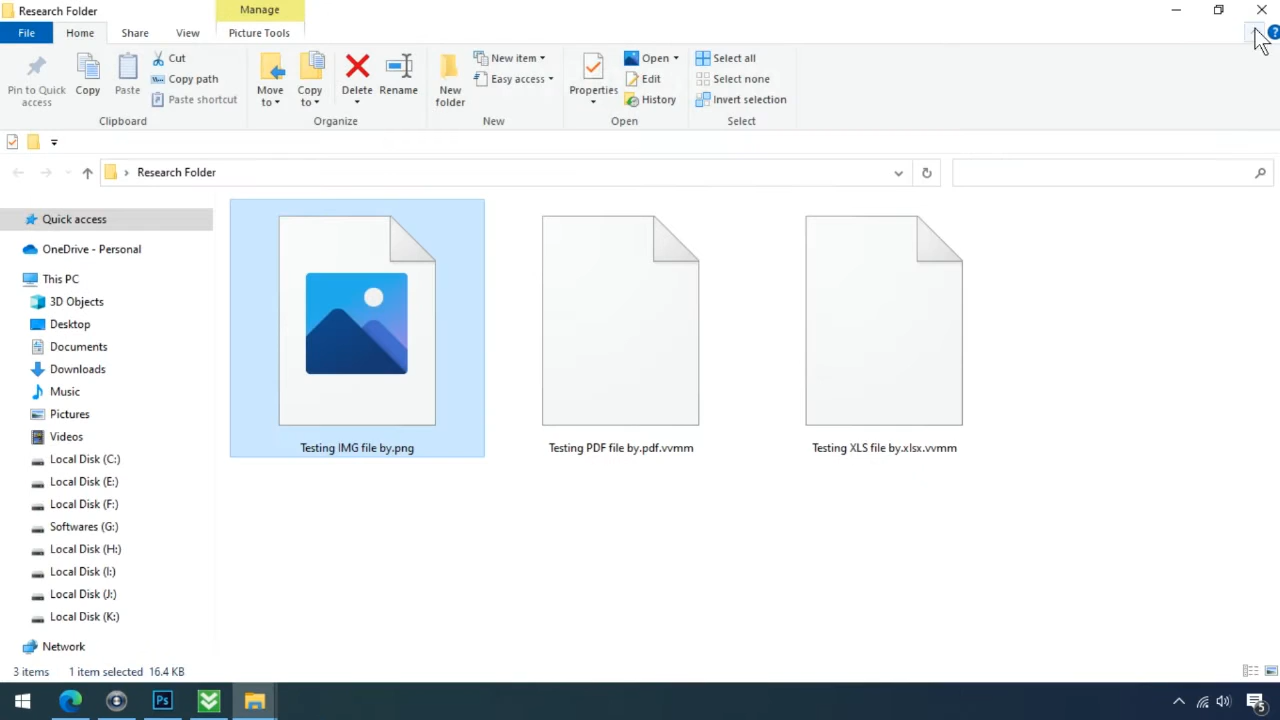 Research Folder
Manage
File
Home
Share
View
Picture Tools
?
Pin to Quick access
Copy
Paste
Cut
Copy path
Paste shortcut
Clipboard
Move to
Copy to
Delete
Rename
Organize
New folder
New item
Easy access
New
Properties
Open
Edit
History
Open
Select all
Select none
Invert selection
Select
Research Folder
Quick access
OneDrive - Personal
This PC
3D Objects
Desktop
Documents
Downloads
Music
Pictures
Videos
Local Disk (C:)
Local Disk (E:)
Local Disk (F:)
Softwares (G:)
Local Disk (H:)
Local Disk (I:)
Local Disk (J:)
Local Disk (K:)
Network
Testing IMG file by.png
Testing PDF file by.pdf.vvmm
Testing XLS file by.xlsx.vvmm
3 items
1 item selected 16.4 KB
Ps
5